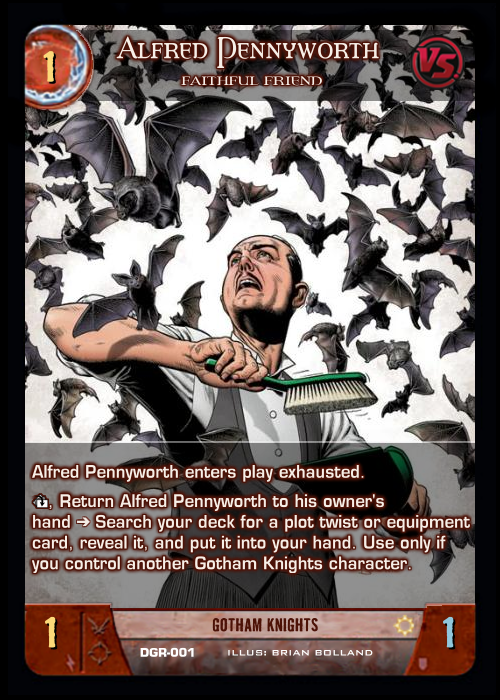 1
ALFRED PENNYWORTH
VS
FAITHFUL FRIEND
Alfred Pennyworth enters play exhausted.
, Return Alfred Pennyworth to his owner's
hand → Search your deck for a plot twist or equipment
card, reveal it, and put it into your hand. Use only if
you control another Gotham Knights character.
1
GOTHAM KNIGHTS
1
DGR-001 ILLUS: BRIAN BOLLAND